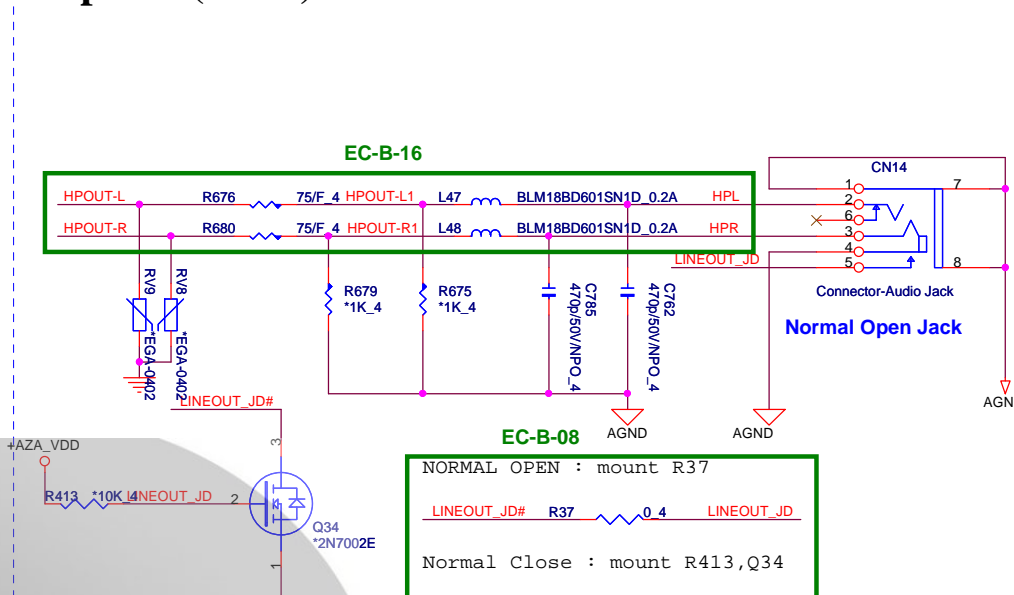 EC-B-16
CN14
HPOUT-L
R676
75/F_4
HPOUT-L1
L47
BLM18BD601SN1D_0.2A
HPL
1
7
2
6
HPOUT-R
R680
75/F_4
HPOUT-R1
L48
BLM18BD601SN1D_0.2A
HPR
3
4
LINEOUT_JD
5
8
Connector-Audio Jack
Normal Open Jack
RV9
*EGA-0402
RV8
*EGA-0402
R679
*1K_4
R675
*1K_4
C785
470p/50V/NPO_4
C762
470p/50V/NPO_4
AGND
AGND
AGN
LINEOUT_JD#
+AZA_VDD
3
R413
*10K_4
LINEOUT_JD
2
Q34
*2N7002E
1
EC-B-08
NORMAL OPEN : mount R37
LINEOUT_JD#
R37
0_4
LINEOUT_JD
Normal Close : mount R413,Q34